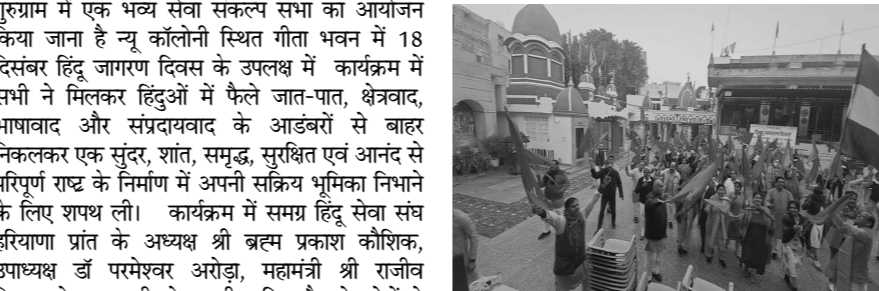 गुरुग्राम में एक भव्य सेवा संकल्प सभा का आयोजन
किया जाना है न्यू कॉलोनी स्थित गीता भवन में 18
दिसंबर हिंदू जागरण दिवस के उपलक्ष में कार्यक्रम में
सभी ने मिलकर हिंदुओं में फैले जात-पात, क्षेत्रवाद,
भाषावाद और संप्रदायवाद के आडंबरों से बाहर
निकलकर एक सुंदर, शांत, समृद्ध, सुरक्षित एवं आनंद से
परिपूर्ण राष्ट के निर्माण में अपनी सक्रिय भूमिका निभाने
के लिए शपथ ली। कार्यक्रम में समग्र हिंदू सेवा संघ
हरियाणा प्रांत के अध्यक्ष श्री ब्रह्म प्रकाश कौशिक,
उपाध्यक्ष डॉ परमेश्वर अरोड़ा, महामंत्री श्री राजीव